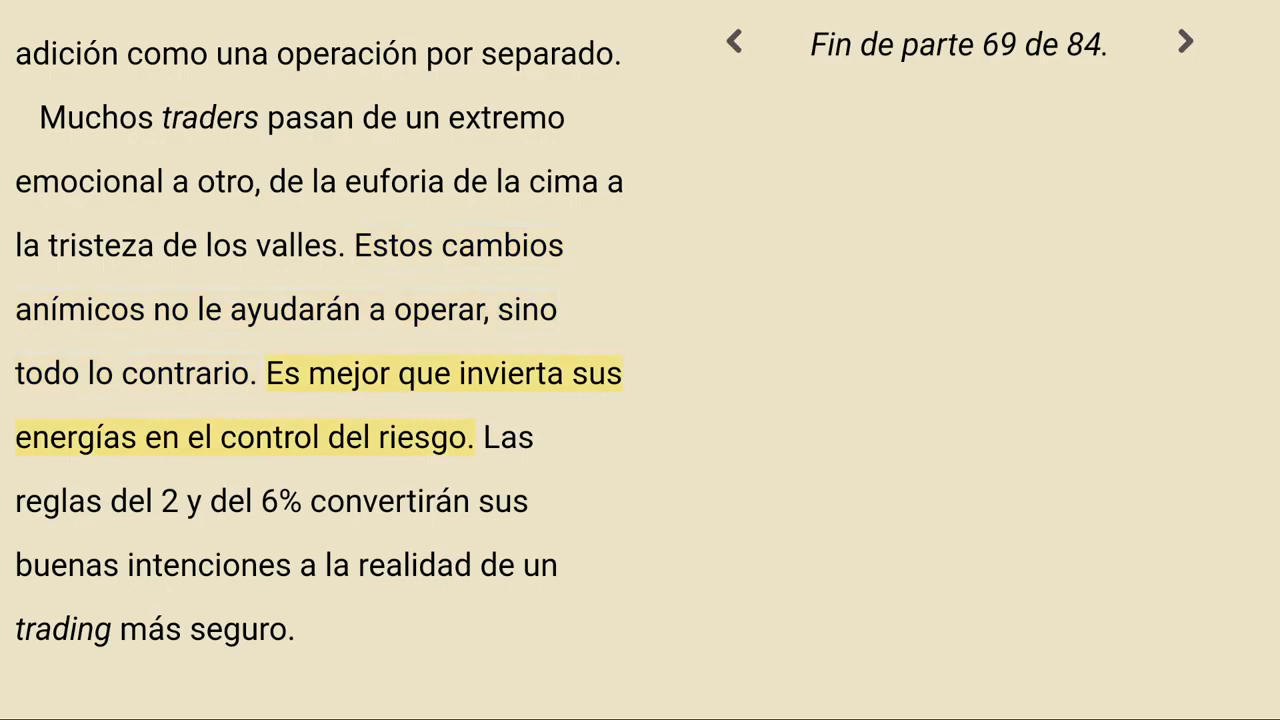 adición como una operación por separado.
Muchos traders pasan de un extremo
emocional a otro, de la euforia de la cima a
la tristeza de los valles. Estos cambios
anímicos no le ayudarán a operar, sino
todo lo contrario. Es mejor que invierta sus
energías en el control del riesgo. Las
reglas del 2 y del 6% convertirán sus
buenas intenciones a la realidad de un
trading más seguro.
Fin de parte 69 de 84.